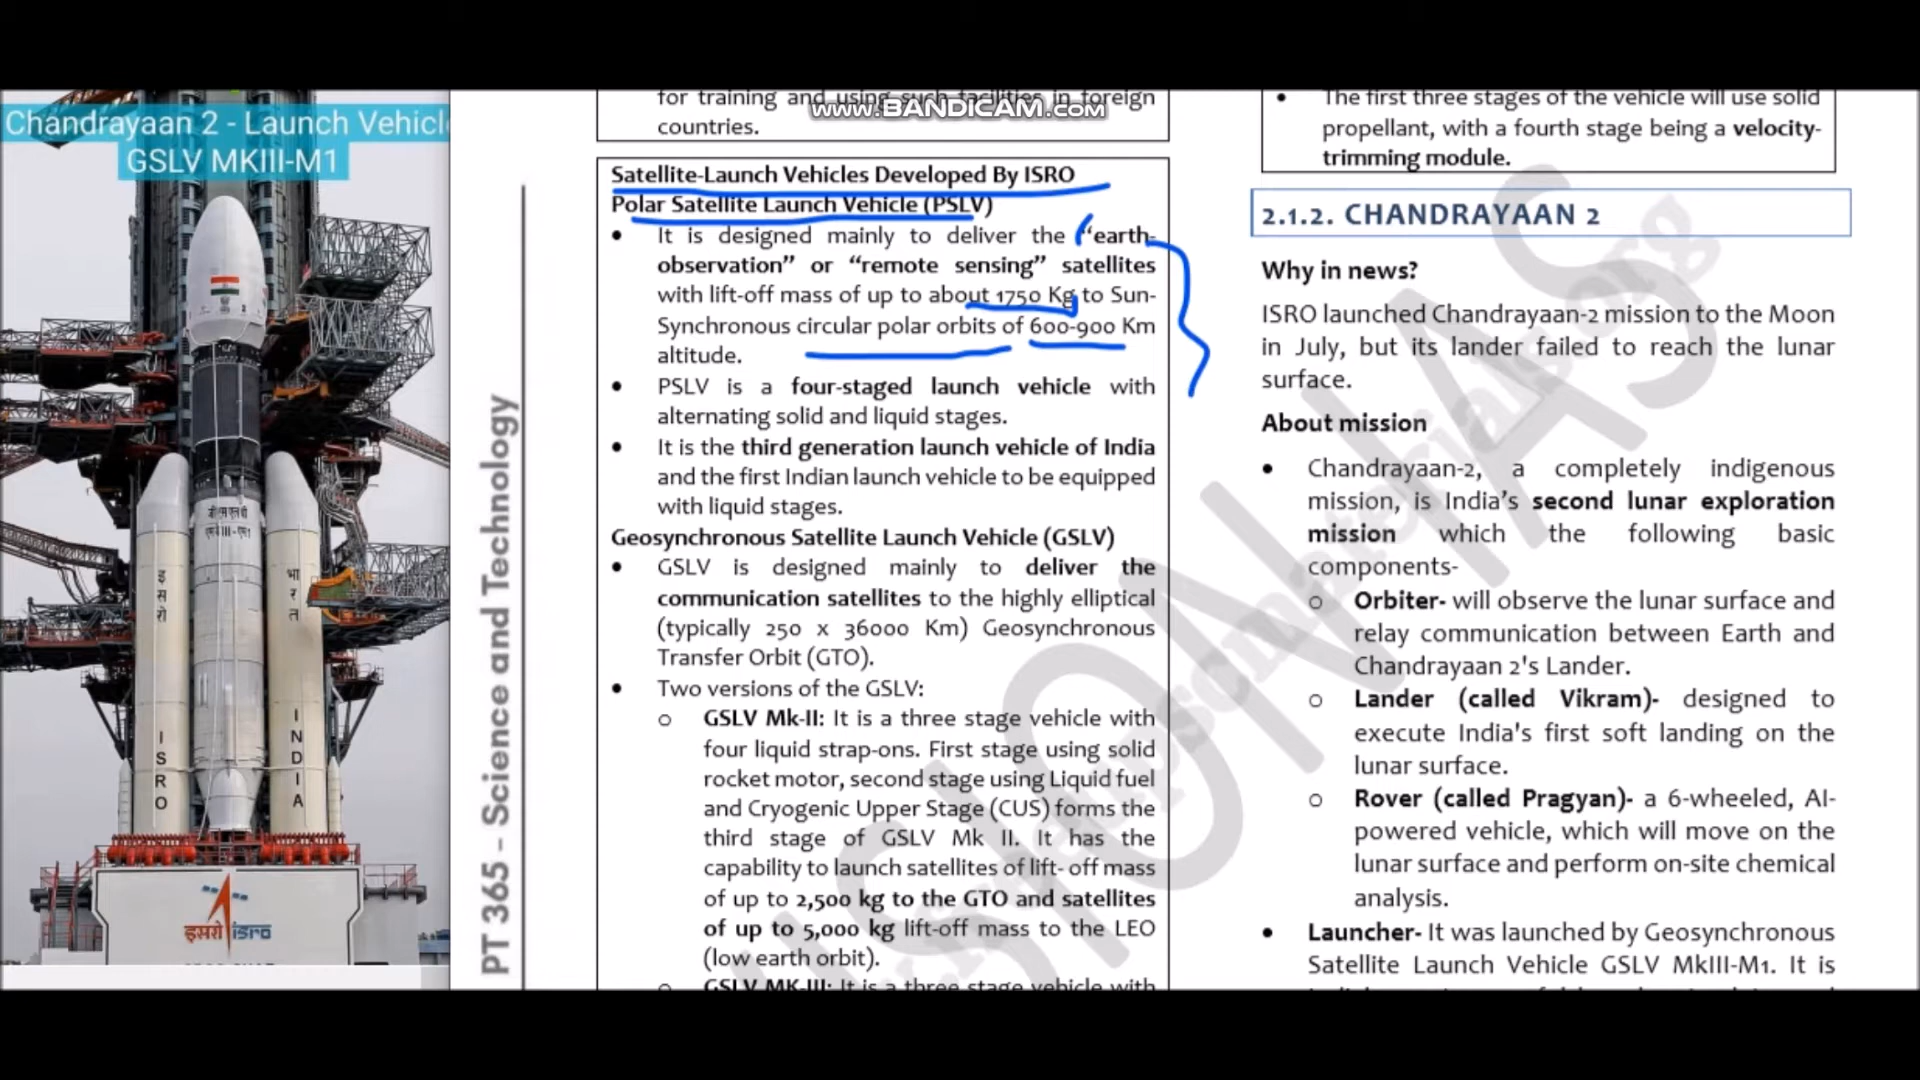 www.BANDICAM.com
Chandrayaan 2 - Launch Vehicle
GSLV MKIII-M1
जी एस एल वी
इ
स
रो
भा
र
त
I
S
R
O
I
N
D
I
A
इसरो isro
PT 365 - Science and Technology
for training and using such facilities in foreign
countries.
Satellite-Launch Vehicles Developed By ISRO
Polar Satellite Launch Vehicle (PSLV)
• It is designed mainly to deliver the “earth-
observation” or “remote sensing” satellites
with lift-off mass of up to about 1750 Kg to Sun-
Synchronous circular polar orbits of 600-900 Km
altitude.
• PSLV is a four-staged launch vehicle with
alternating solid and liquid stages.
• It is the third generation launch vehicle of India
and the first Indian launch vehicle to be equipped
with liquid stages.
Geosynchronous Satellite Launch Vehicle (GSLV)
• GSLV is designed mainly to deliver the
communication satellites to the highly elliptical
(typically 250 x 36000 Km) Geosynchronous
Transfer Orbit (GTO).
• Two versions of the GSLV:
o GSLV Mk-II: It is a three stage vehicle with
four liquid strap-ons. First stage using solid
rocket motor, second stage using Liquid fuel
and Cryogenic Upper Stage (CUS) forms the
third stage of GSLV Mk II. It has the
capability to launch satellites of lift- off mass
of up to 2,500 kg to the GTO and satellites
of up to 5,000 kg lift-off mass to the LEO
(low earth orbit).
o GSLV MK-III: It is a three stage vehicle with
• The first three stages of the vehicle will use solid
propellant, with a fourth stage being a velocity-
trimming module.
2.1.2. CHANDRAYAAN 2
Why in news?
ISRO launched Chandrayaan-2 mission to the Moon
in July, but its lander failed to reach the lunar
surface.
About mission
• Chandrayaan-2, a completely indigenous
mission, is India’s second lunar exploration
mission which the following basic
components-
o Orbiter- will observe the lunar surface and
relay communication between Earth and
Chandrayaan 2's Lander.
o Lander (called Vikram)- designed to
execute India's first soft landing on the
lunar surface.
o Rover (called Pragyan)- a 6-wheeled, AI-
powered vehicle, which will move on the
lunar surface and perform on-site chemical
analysis.
• Launcher- It was launched by Geosynchronous
Satellite Launch Vehicle GSLV MkIII-M1. It is